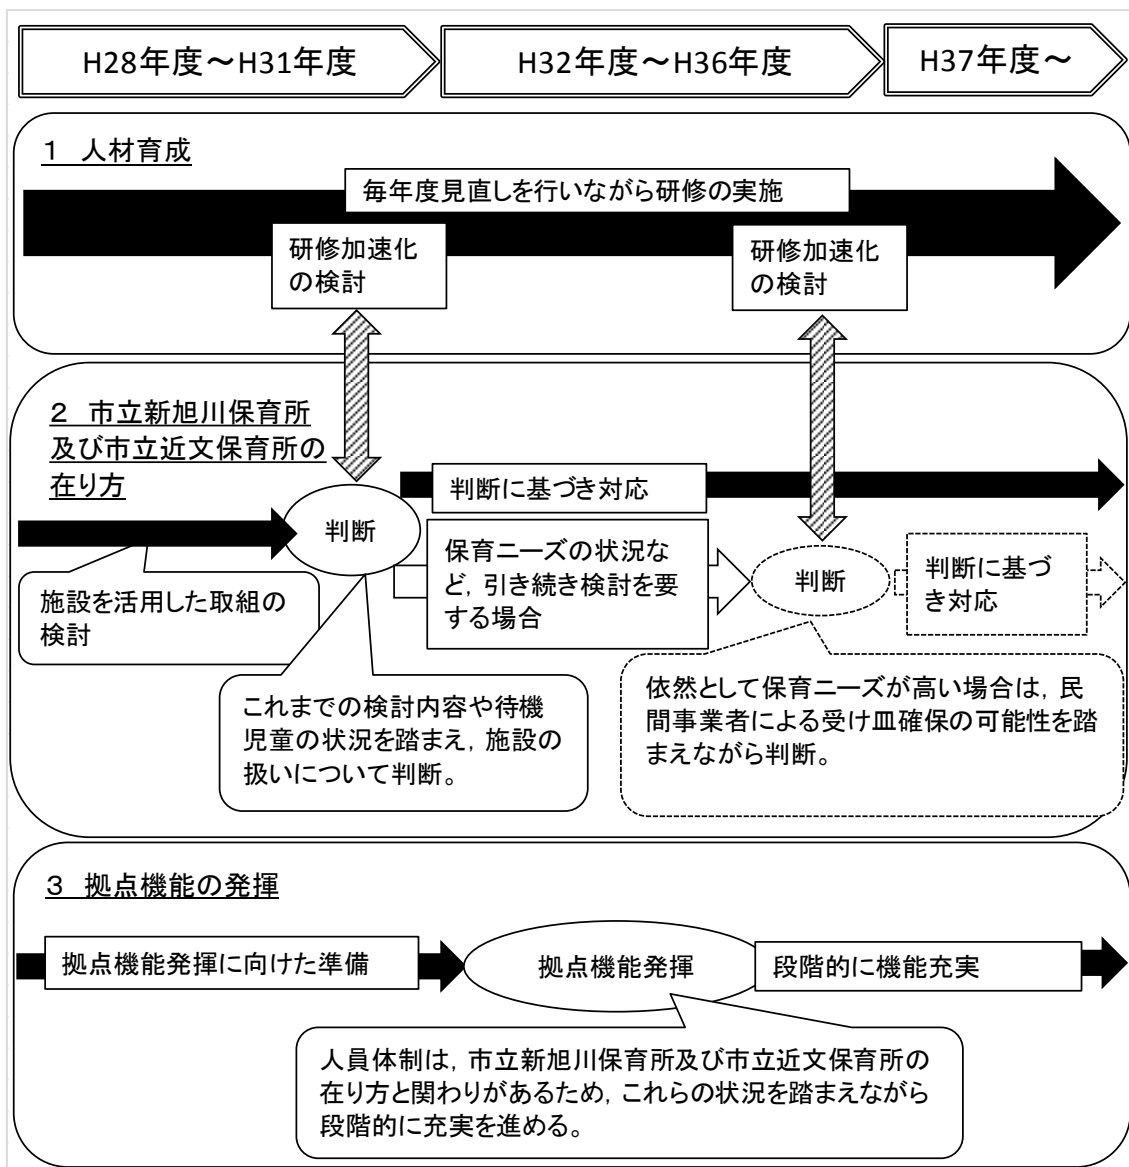 H28年度～H31年度
H32年度～H36年度
H37年度～
１ 人材育成
毎年度見直しを行いながら研修の実施
研修加速化
の検討
研修加速化
の検討
２ 市立新旭川保育所
及び市立近文保育所の
在り方
判断に基づき対応
判断
保育ニーズの状況な
ど，引き続き検討を要
する場合
判断
判断に基づ
き対応
施設を活用した取組の
検討
これまでの検討内容や待機
児童の状況を踏まえ，施設の
扱いについて判断。
依然として保育ニーズが高い場合は，民
間事業者による受け皿確保の可能性を踏
まえながら判断。
３ 拠点機能の発揮
拠点機能発揮に向けた準備
拠点機能発揮
段階的に機能充実
人員体制は，市立新旭川保育所及び市立近文保育所の
在り方と関わりがあるため，これらの状況を踏まえながら
段階的に充実を進める。